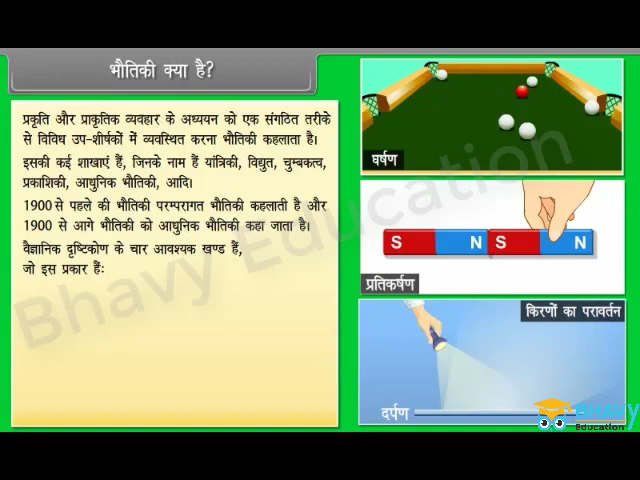 भौतिकी क्या है?
प्रकृति और प्राकृतिक व्यवहार के अध्ययन को एक संगठित तरीके
से विविध उप-शीर्षकों में व्यवस्थित करना भौतिकी कहलाता है।
इसकी कई शाखाएं हैं, जिनके नाम हैं यांत्रिकी, विद्युत, चुम्बकत्व,
प्रकाशिकी, आधुनिक भौतिकी, आदि।
1900 से पहले की भौतिकी परम्परागत भौतिकी कहलाती है और
1900 से आगे भौतिकी को आधुनिक भौतिकी कहा जाता है।
वैज्ञानिक दृष्टिकोण के चार आवश्यक खण्ड हैं,
जो इस प्रकार हैंः
घर्षण
S N S N
प्रतिकर्षण
किरणों का परावर्तन
दर्पण
BHAVY
Education
Bhavy Education